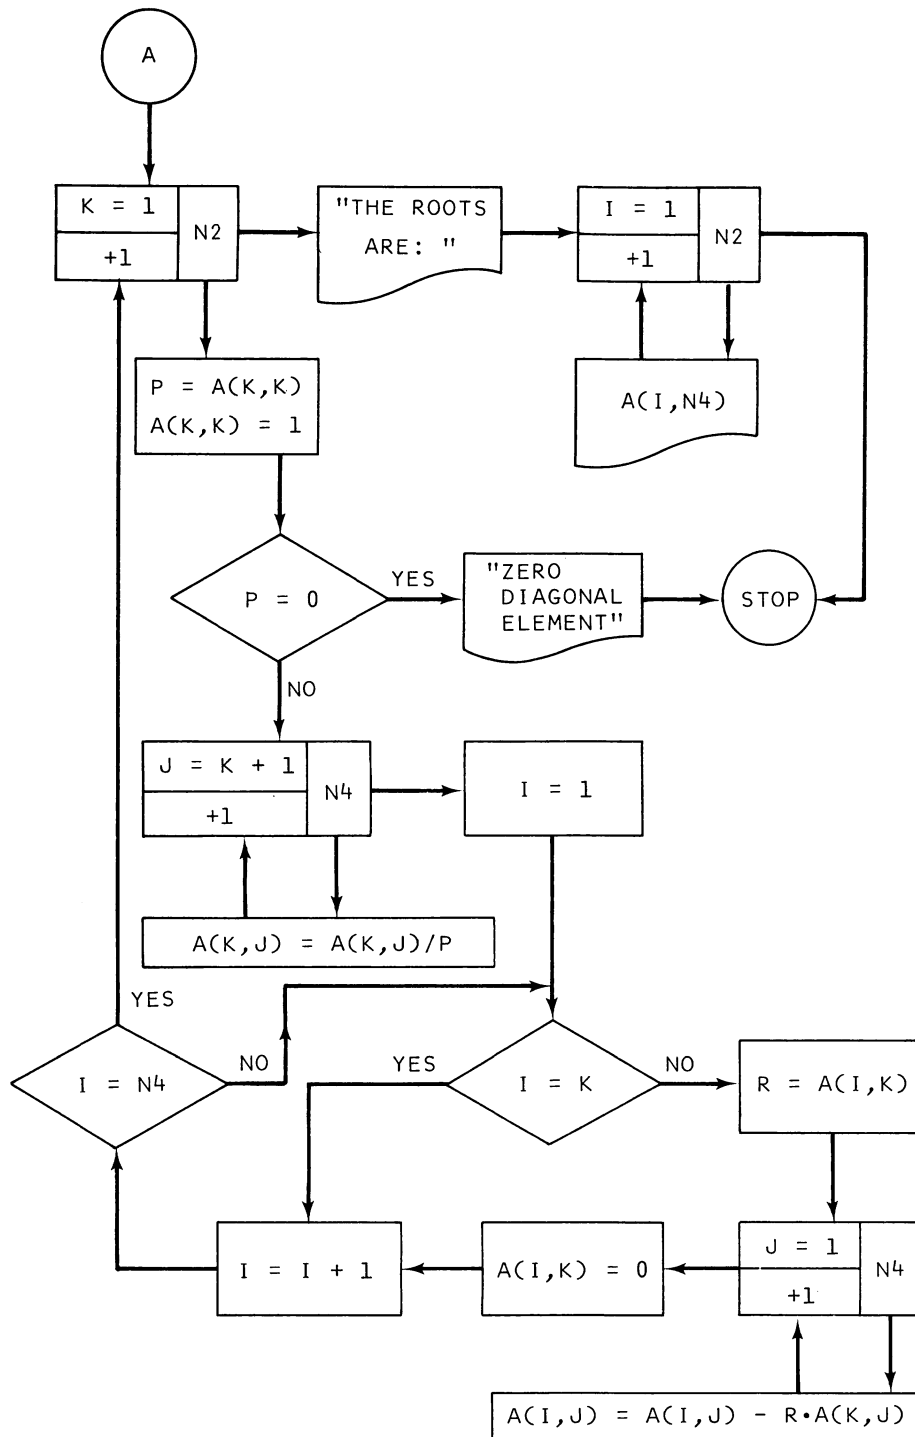 A
K = 1
+1
N2
"THE ROOTS
ARE: "
I = 1
+1
N2
P = A(K,K)
A(K,K) = 1
A(I,N4)
P = 0
YES
"ZERO
DIAGONAL
ELEMENT"
STOP
NO
J = K + 1
+1
N4
I = 1
A(K,J) = A(K,J)/P
YES
I = N4
NO
YES
I = K
NO
R = A(I,K)
I = I + 1
A(I,K) = 0
J = 1
+1
N4
A(I,J) = A(I,J) - R•A(K,J)